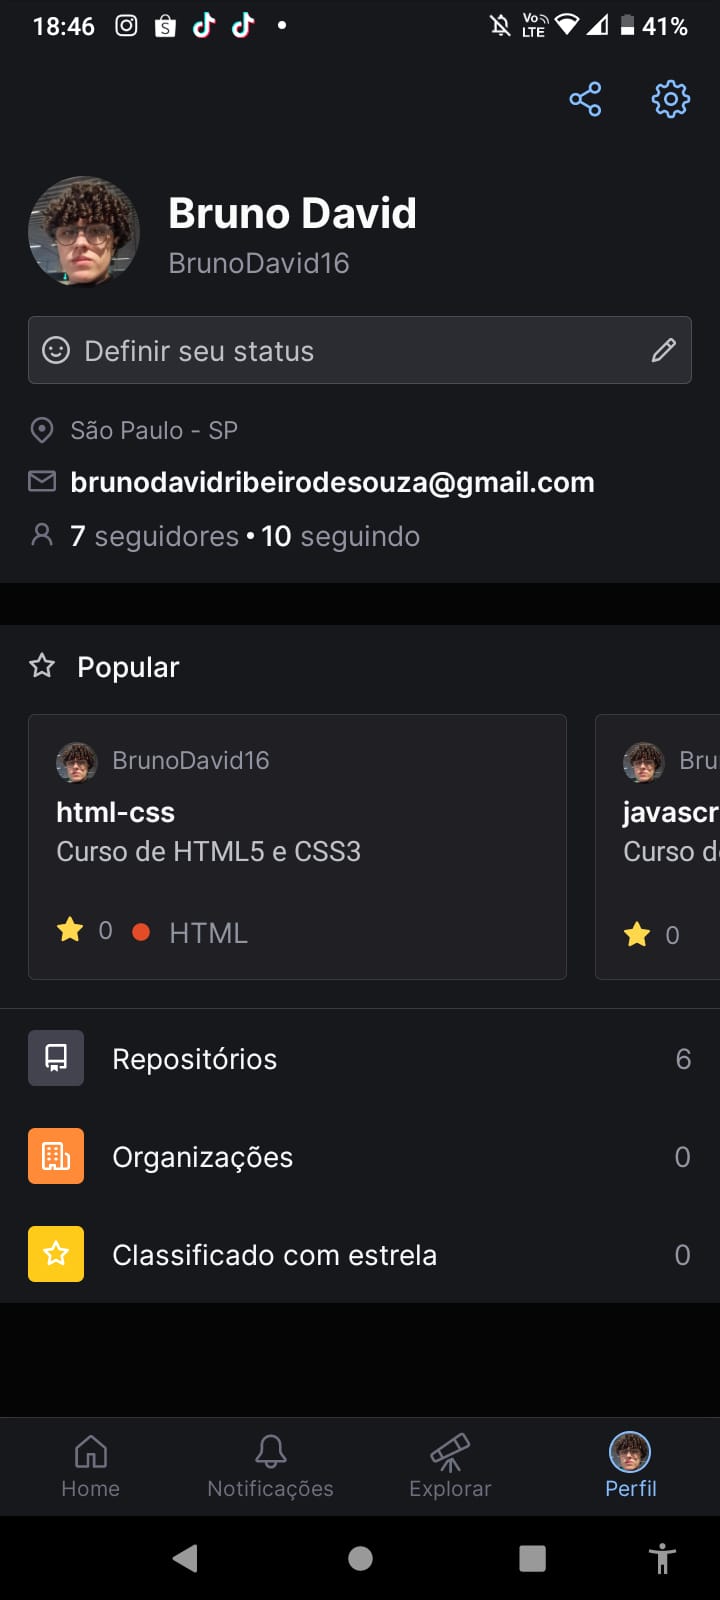 18:46
Vo LTE
41%
Bruno David
BrunoDavid16
Definir seu status
São Paulo - SP
brunodavidribeirodesouza@gmail.com
7 seguidores • 10 seguindo
Popular
BrunoDavid16
html-css
Curso de HTML5 e CSS3
0 HTML
Bru
javascr
Curso d
0
Repositórios 6
Organizações 0
Classificado com estrela 0
Home
Notificações
Explorar
Perfil